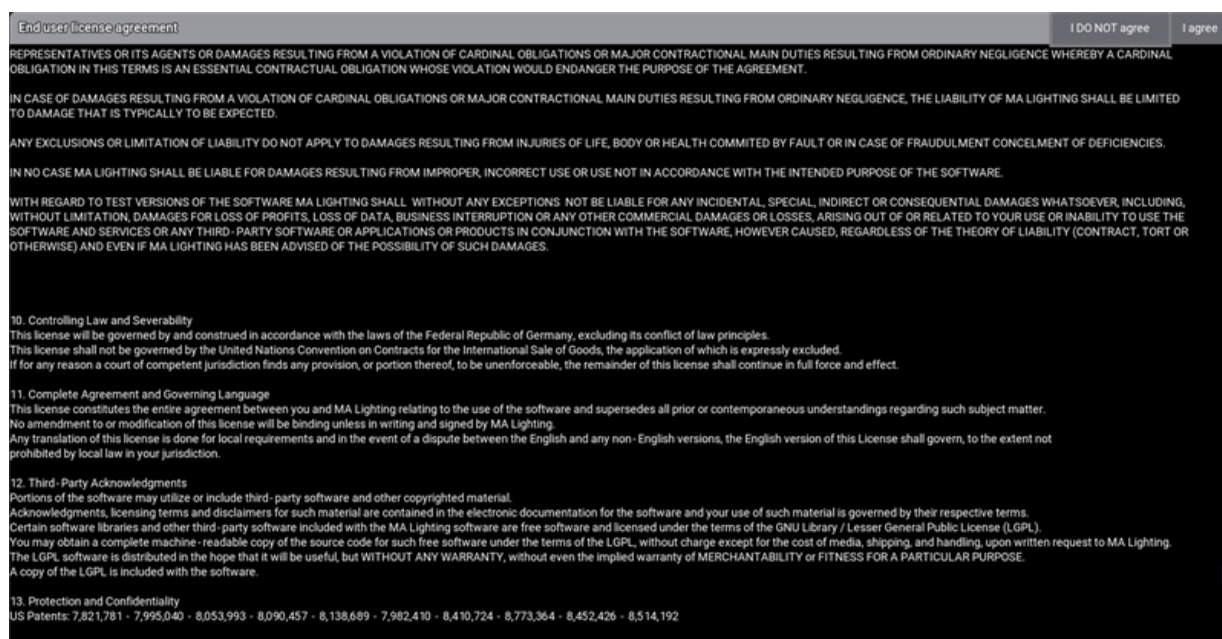 End user license agreement
I DO NOT agree
I agree
REPRESENTATIVES OR ITS AGENTS OR DAMAGES RESULTING FROM A VIOLATION OF CARDINAL OBLIGATIONS OR MAJOR CONTRACTIONAL MAIN DUTIES RESULTING FROM ORDINARY NEGLIGENCE WHEREBY A CARDINAL
OBLIGATION IN THIS TERMS IS AN ESSENTIAL CONTRACTUAL OBLIGATION WHOSE VIOLATION WOULD ENDANGER THE PURPOSE OF THE AGREEMENT.
IN CASE OF DAMAGES RESULTING FROM A VIOLATION OF CARDINAL OBLIGATIONS OR MAJOR CONTRACTIONAL MAIN DUTIES RESULTING FROM ORDINARY NEGLIGENCE, THE LIABILITY OF MA LIGHTING SHALL BE LIMITED
TO DAMAGE THAT IS TYPICALLY TO BE EXPECTED.
ANY EXCLUSIONS OR LIMITATION OF LIABILITY DO NOT APPLY TO DAMAGES RESULTING FROM INJURIES OF LIFE, BODY OR HEALTH COMMITED BY FAULT OR IN CASE OF FRAUDULMENT CONCELMENT OF DEFICIENCIES.
IN NO CASE MA LIGHTING SHALL BE LIABLE FOR DAMAGES RESULTING FROM IMPROPER, INCORRECT USE OR USE NOT IN ACCORDANCE WITH THE INTENDED PURPOSE OF THE SOFTWARE.
WITH REGARD TO TEST VERSIONS OF THE SOFTWARE MA LIGHTING SHALL WITHOUT ANY EXCEPTIONS NOT BE LIABLE FOR ANY INCIDENTAL, SPECIAL, INDIRECT OR CONSEQUENTIAL DAMAGES WHATSOEVER, INCLUDING,
WITHOUT LIMITATION, DAMAGES FOR LOSS OF PROFITS, LOSS OF DATA, BUSINESS INTERRUPTION OR ANY OTHER COMMERCIAL DAMAGES OR LOSSES, ARISING OUT OF OR RELATED TO YOUR USE OR INABILITY TO USE THE
SOFTWARE AND SERVICES OR ANY THIRD-PARTY SOFTWARE OR APPLICATIONS OR PRODUCTS IN CONJUNCTION WITH THE SOFTWARE, HOWEVER CAUSED, REGARDLESS OF THE THEORY OF LIABILITY (CONTRACT, TORT OR
OTHERWISE) AND EVEN IF MA LIGHTING HAS BEEN ADVISED OF THE POSSIBILITY OF SUCH DAMAGES.
10. Controlling Law and Severability
This license will be governed by and construed in accordance with the laws of the Federal Republic of Germany, excluding its conflict of law principles.
This license shall not be governed by the United Nations Convention on Contracts for the International Sale of Goods, the application of which is expressly excluded.
If for any reason a court of competent jurisdiction finds any provision, or portion thereof, to be unenforceable, the remainder of this license shall continue in full force and effect.
11. Complete Agreement and Governing Language
This license constitutes the entire agreement between you and MA Lighting relating to the use of the software and supersedes all prior or contemporaneous understandings regarding such subject matter.
No amendment to or modification of this license will be binding unless in writing and signed by MA Lighting.
Any translation of this license is done for local requirements and in the event of a dispute between the English and any non-English versions, the English version of this License shall govern, to the extent not
prohibited by local law in your jurisdiction.
12. Third-Party Acknowledgments
Portions of the software may utilize or include third-party software and other copyrighted material.
Acknowledgments, licensing terms and disclaimers for such material are contained in the electronic documentation for the software and your use of such material is governed by their respective terms.
Certain software libraries and other third-party software included with the MA Lighting software are free software and licensed under the terms of the GNU Library / Lesser General Public License (LGPL).
You may obtain a complete machine-readable copy of the source code for such free software under the terms of the LGPL, without charge except for the cost of media, shipping, and handling, upon written request to MA Lighting.
The LGPL software is distributed in the hope that it will be useful, but WITHOUT ANY WARRANTY, without even the implied warranty of MERCHANTABILITY or FITNESS FOR A PARTICULAR PURPOSE.
A copy of the LGPL is included with the software.
13. Protection and Confidentiality
US Patents: 7,821,781 - 7,995,040 - 8,053,993 - 8,090,457 - 8,138,689 - 7,982,410 - 8,410,724 - 8,773,364 - 8,452,426 - 8,514,192